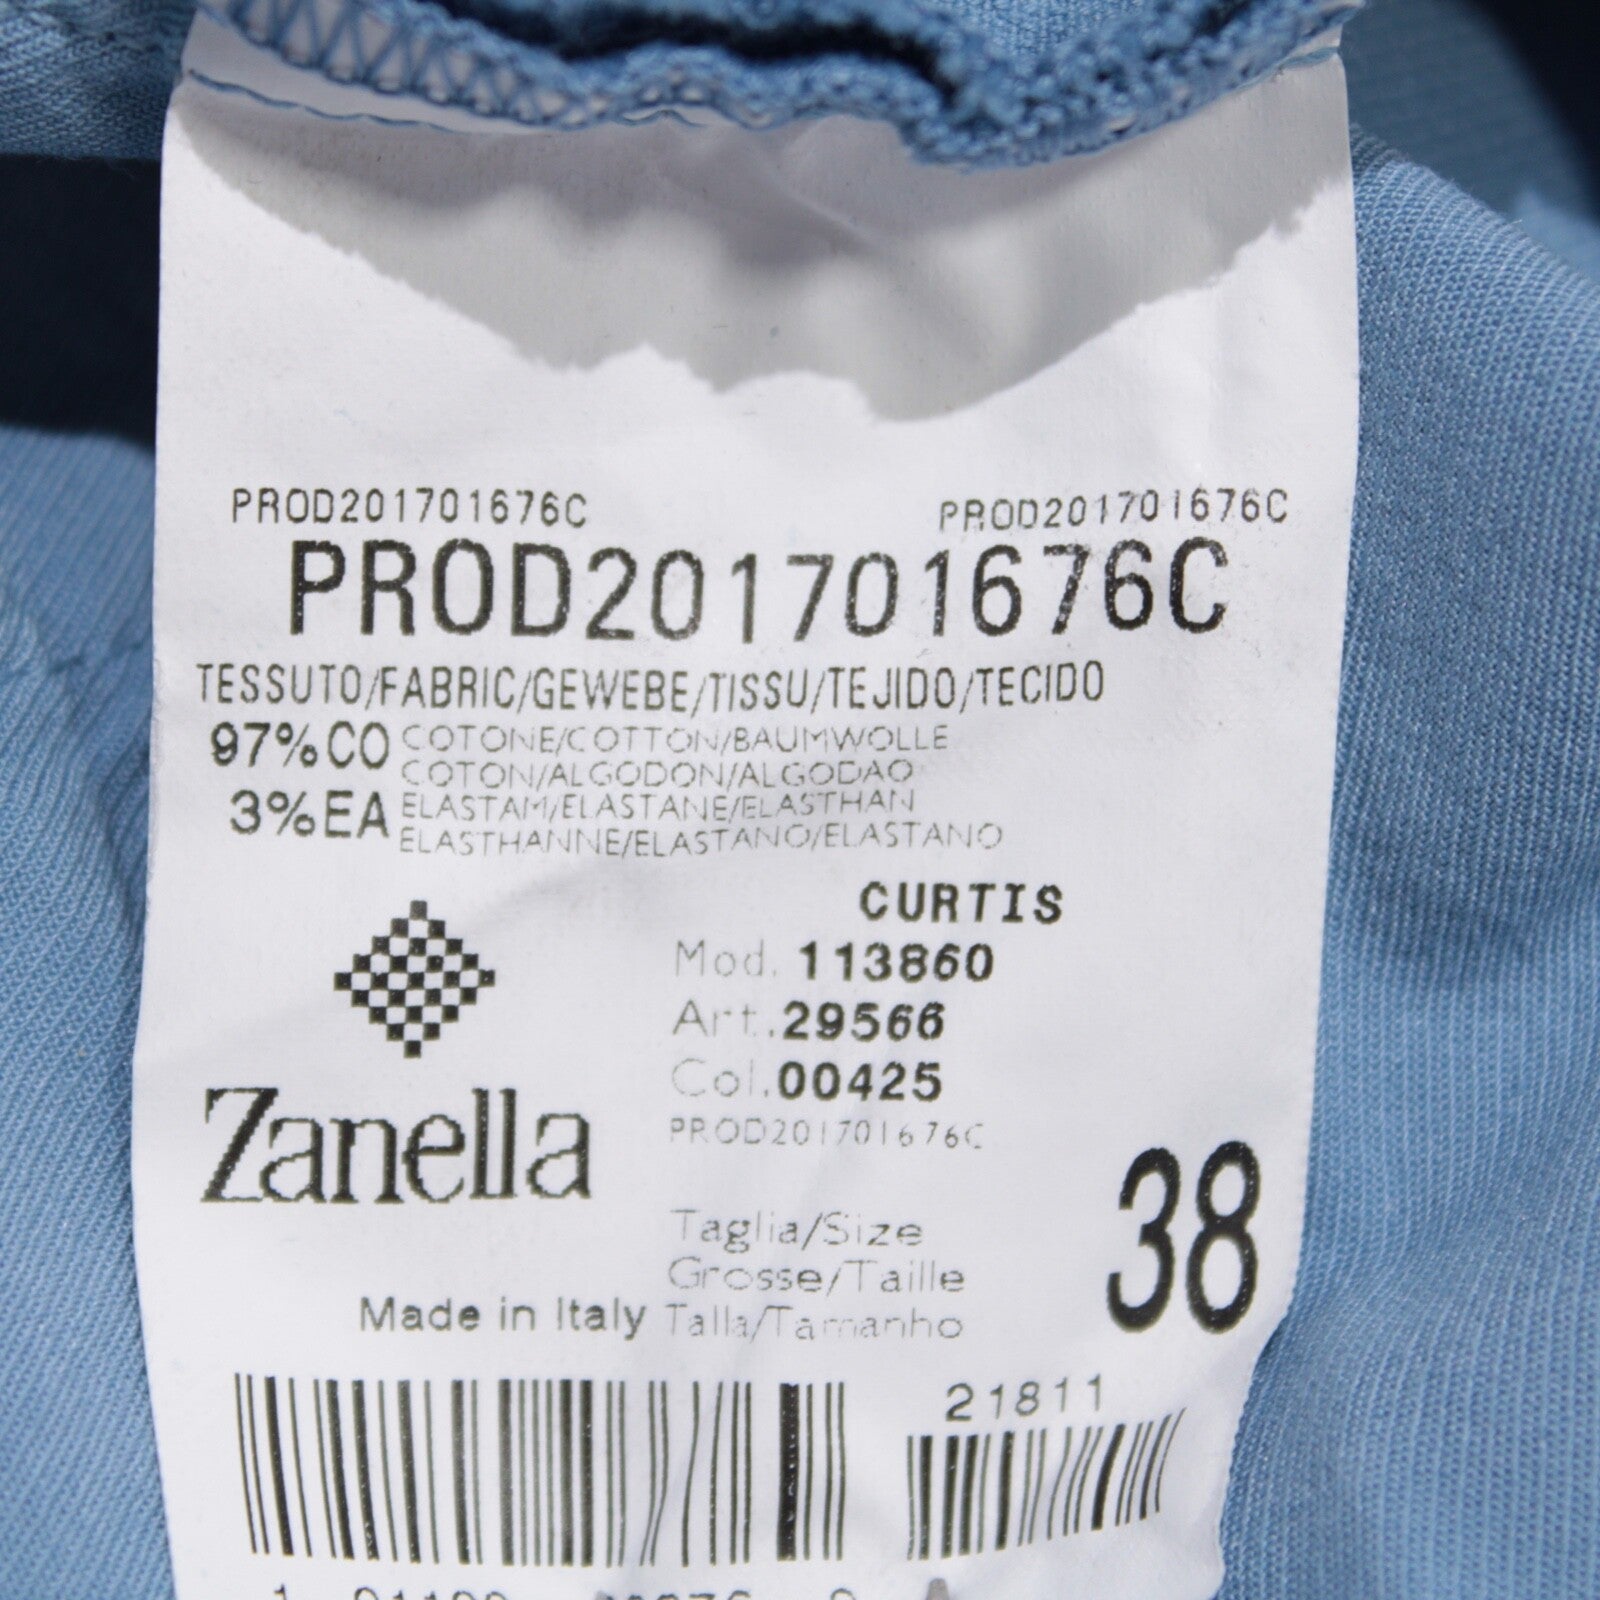 PROD201701676C PROD201701676C
PROD201701676C
TESSUTO/FABRIC/GEWEBE/TISSU/TEJIDO/TECIDO
97%CO COTONE/COTTON/BAUMWOLLE
COTON/ALGODON/ALGODAO
3%EA ELASTAM/ELASTANE/ELASTHAN
ELASTHANNE/ELASTANO/ELASTANO
CURTIS
Mod. 113860
Art. 29566
Col. 00425
PROD201701676C
Zanella
38
Taglia/Size
Grosse/Taille
Made in Italy Talla/Tamanho
21811